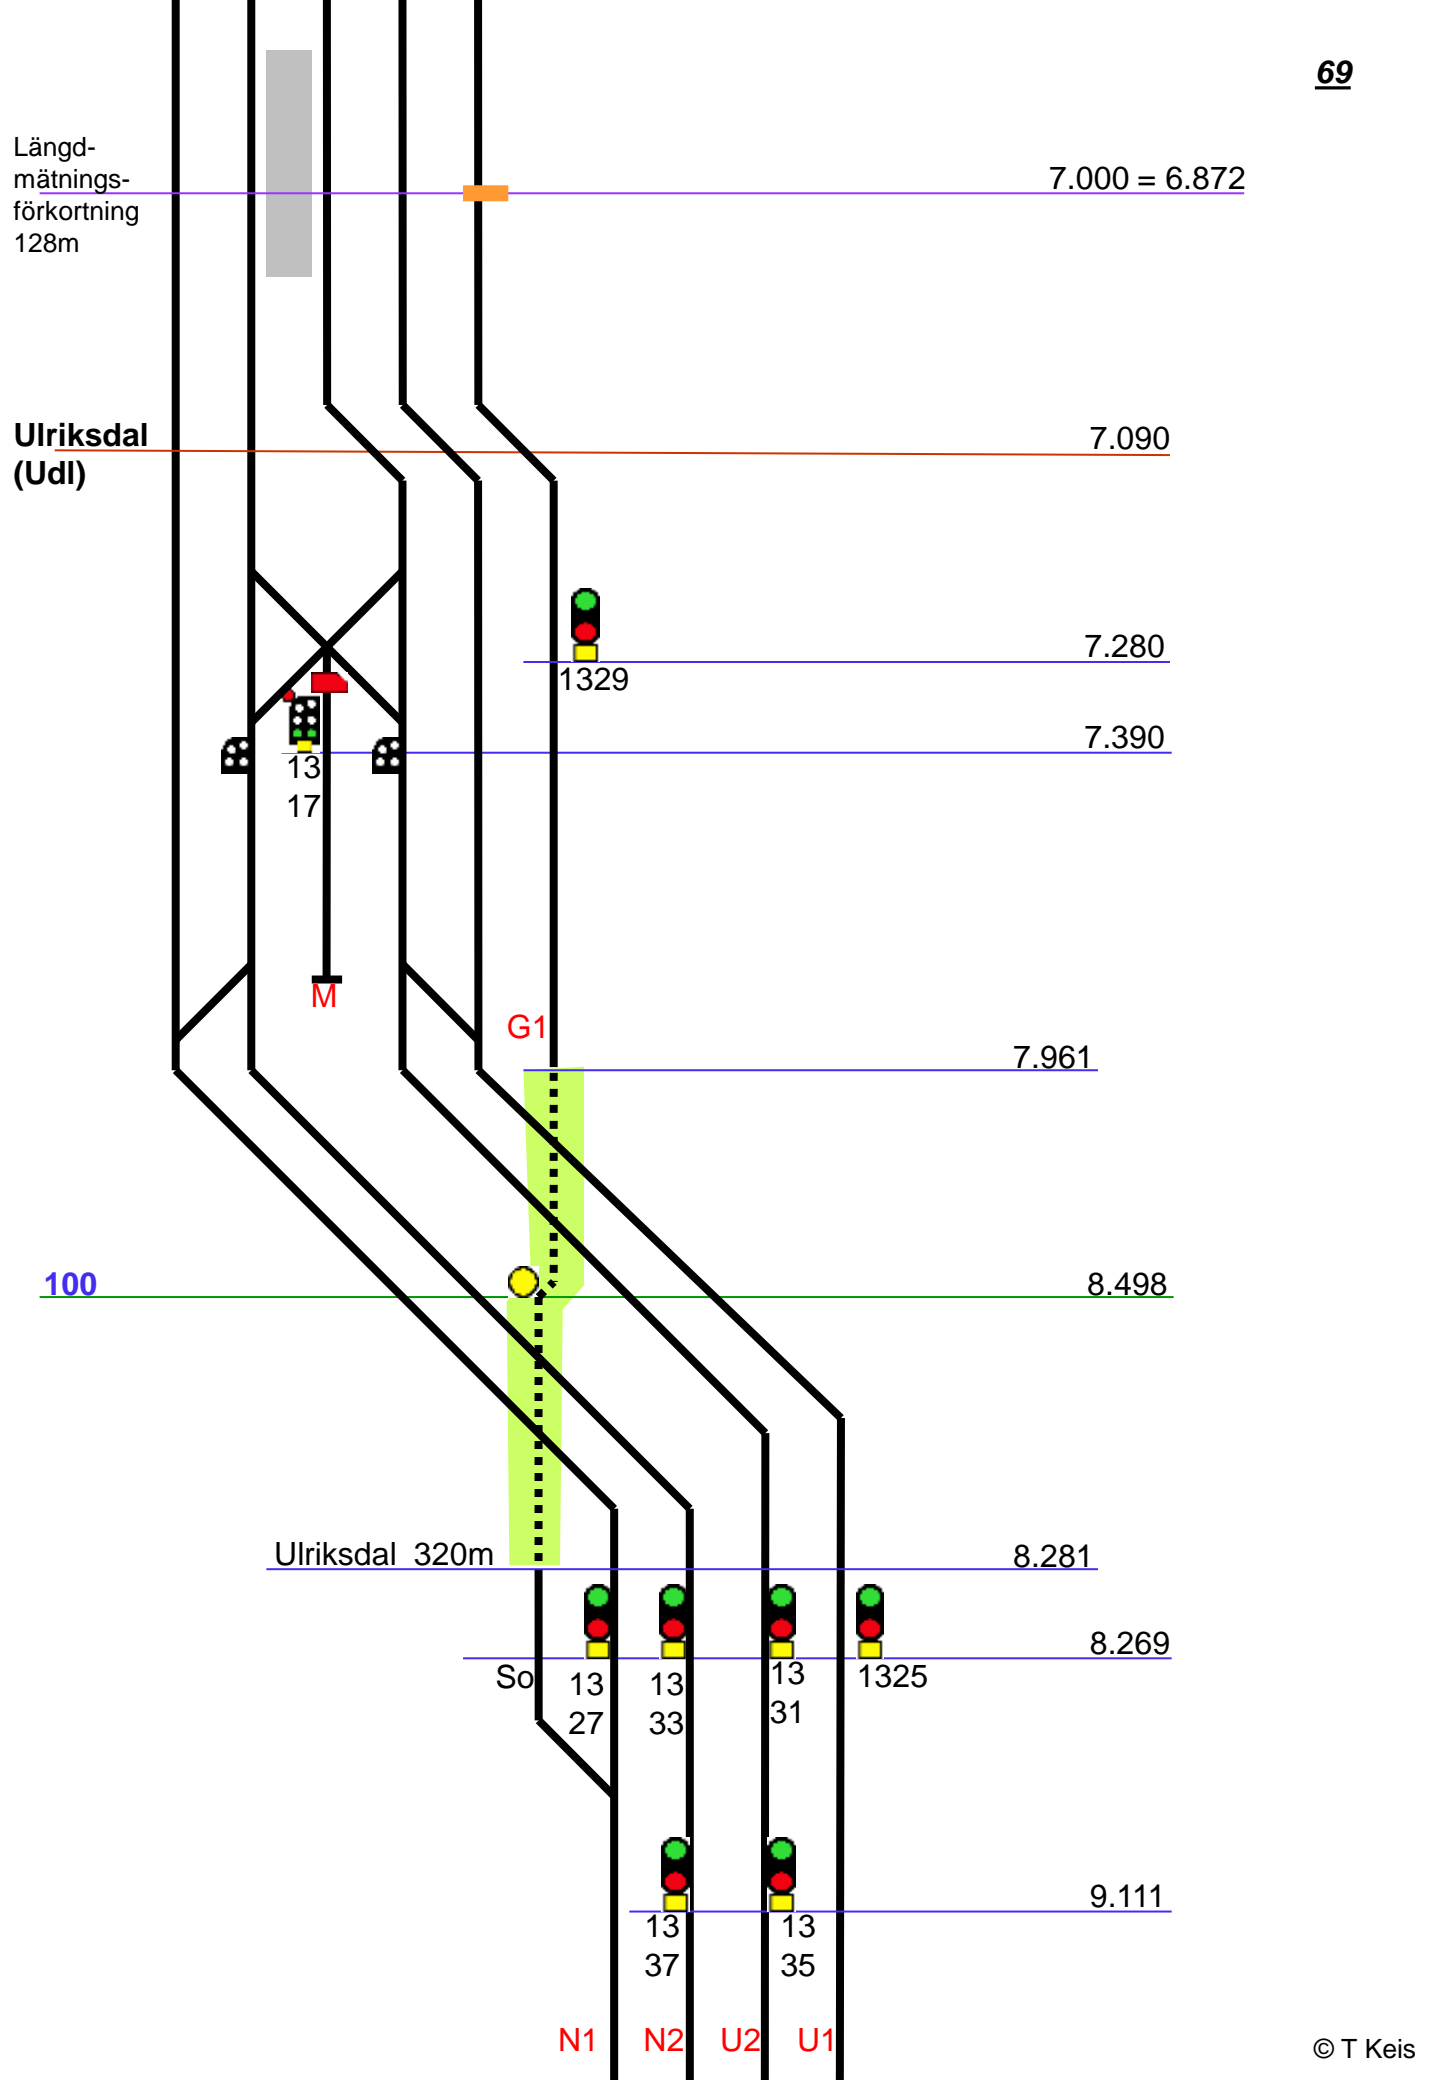 69
Längd-
mätnings-
förkortning
128m
7.000 = 6.872
Ulriksdal
(Udl)
7.090
7.280
1329
7.390
13
17
M
G1
7.961
100
8.498
Ulriksdal 320m
8.281
8.269
So
13
27
13
33
13
31
1325
9.111
13
37
13
35
N1
N2
U2
U1
© T Keis